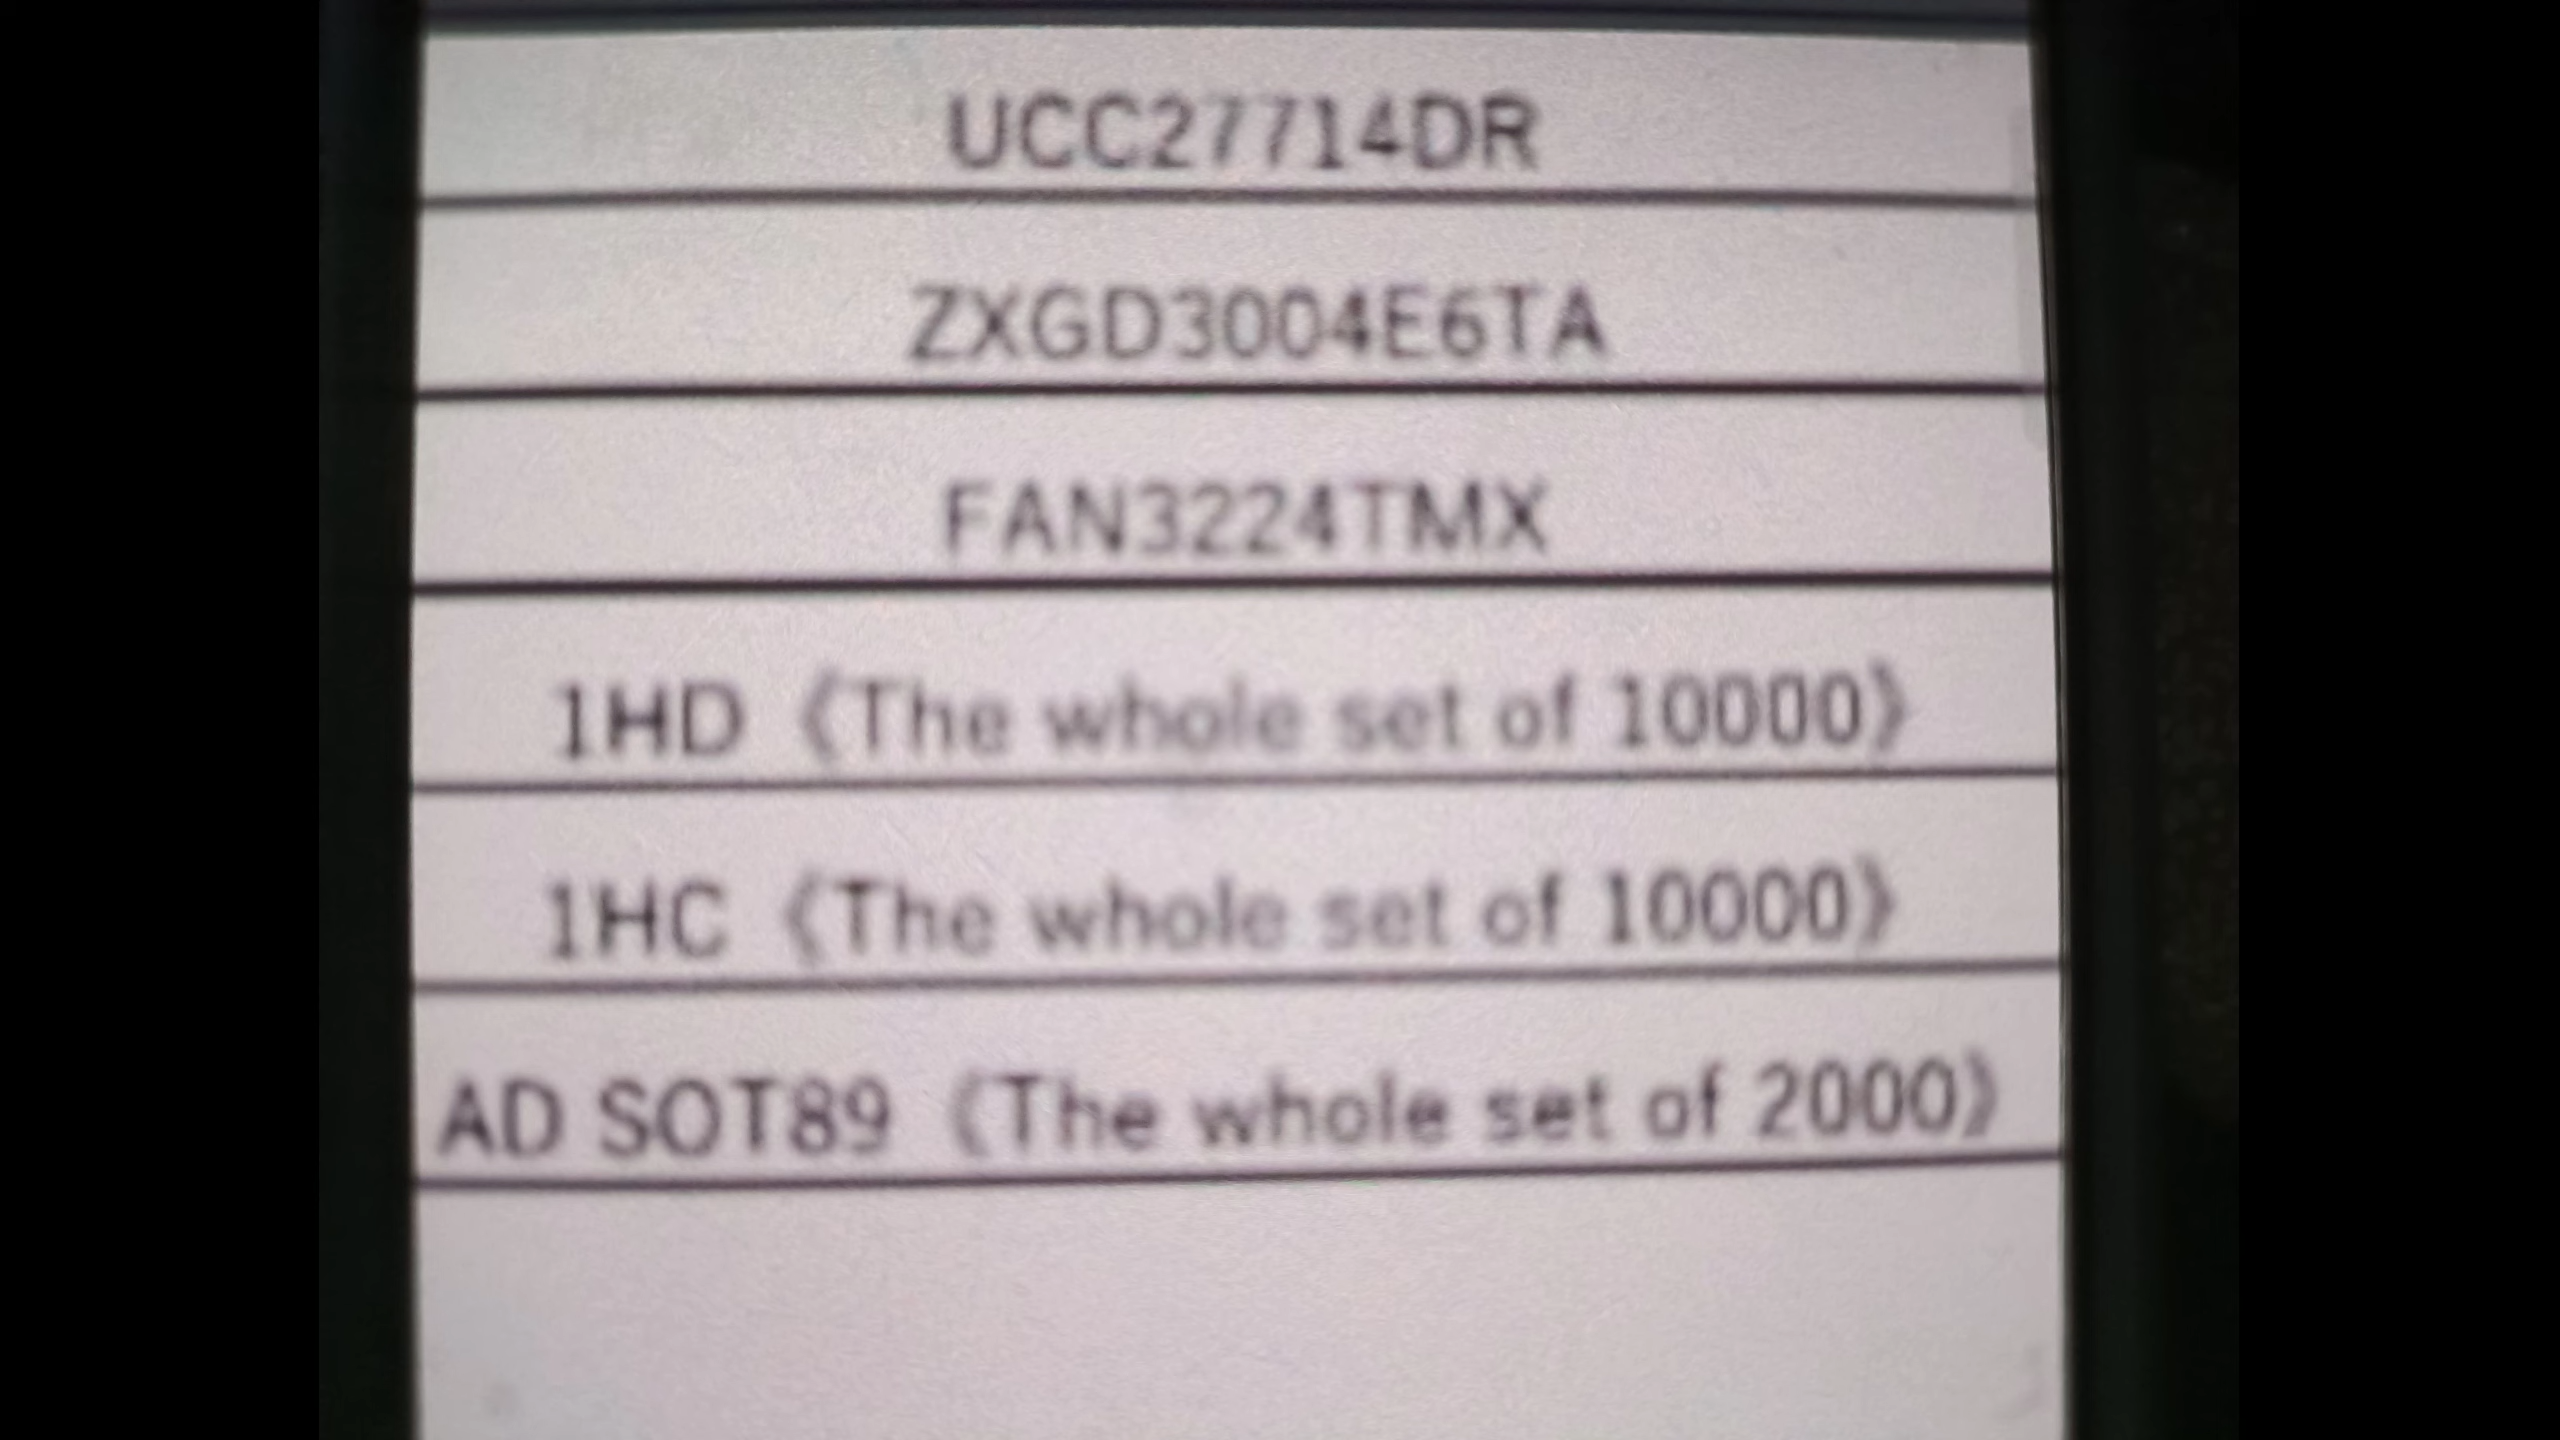 UCC27714DR
ZXGD3004E6TA
FAN3224TMX
1HD《The whole set of 10000》
1HC《The whole set of 10000》
AD SOT89《The whole set of 2000》